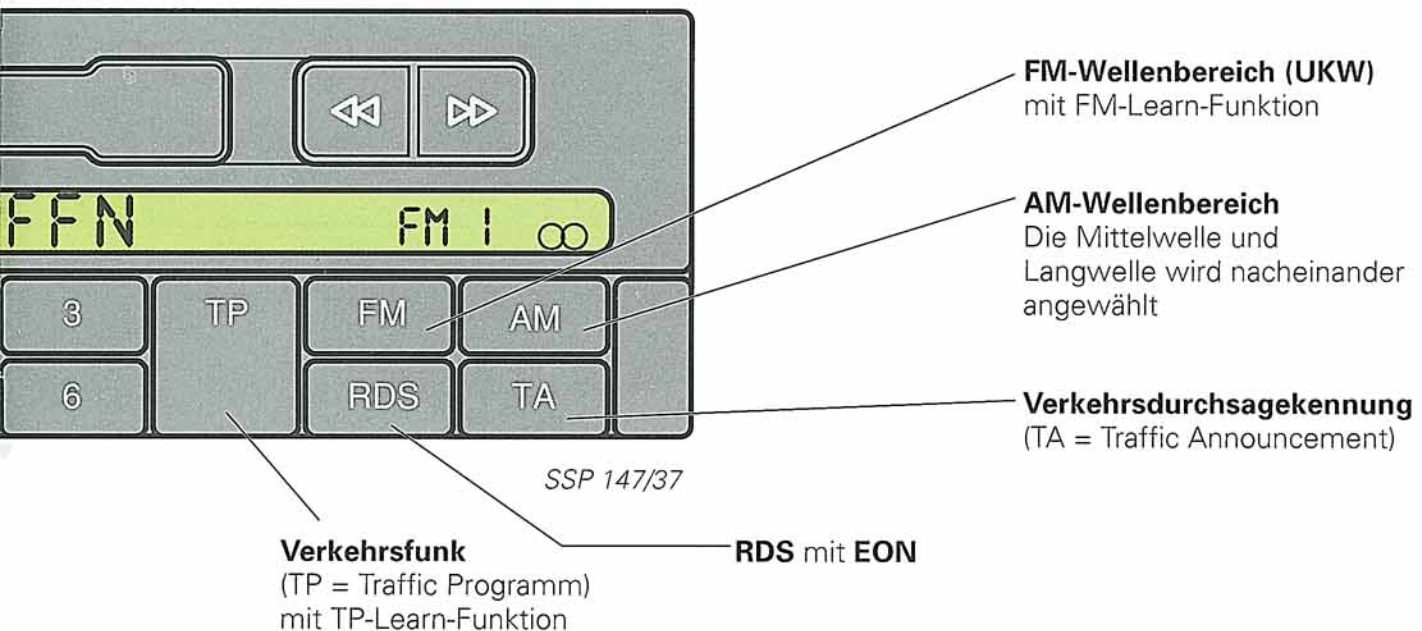 FFN FM 1
3 TP FM AM
6 RDS TA
FM-Wellenbereich (UKW)
mit FM-Learn-Funktion
AM-Wellenbereich
Die Mittelwelle und
Langwelle wird nacheinander
angewählt
Verkehrsdurchsagekennung
(TA = Traffic Announcement)
SSP 147/37
Verkehrsfunk
(TP = Traffic Programm)
mit TP-Learn-Funktion
RDS mit EON